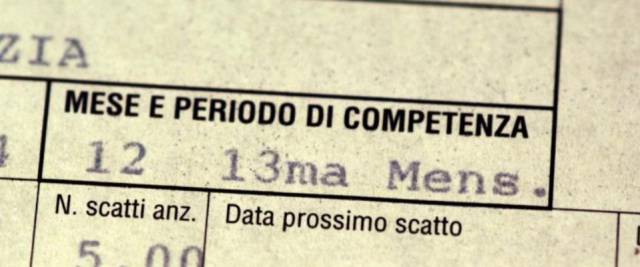 ZIA
MESE E PERIODO DI COMPETENZA
12 13ma Mens.
N. scatti anz. Data prossimo scatto
5.00